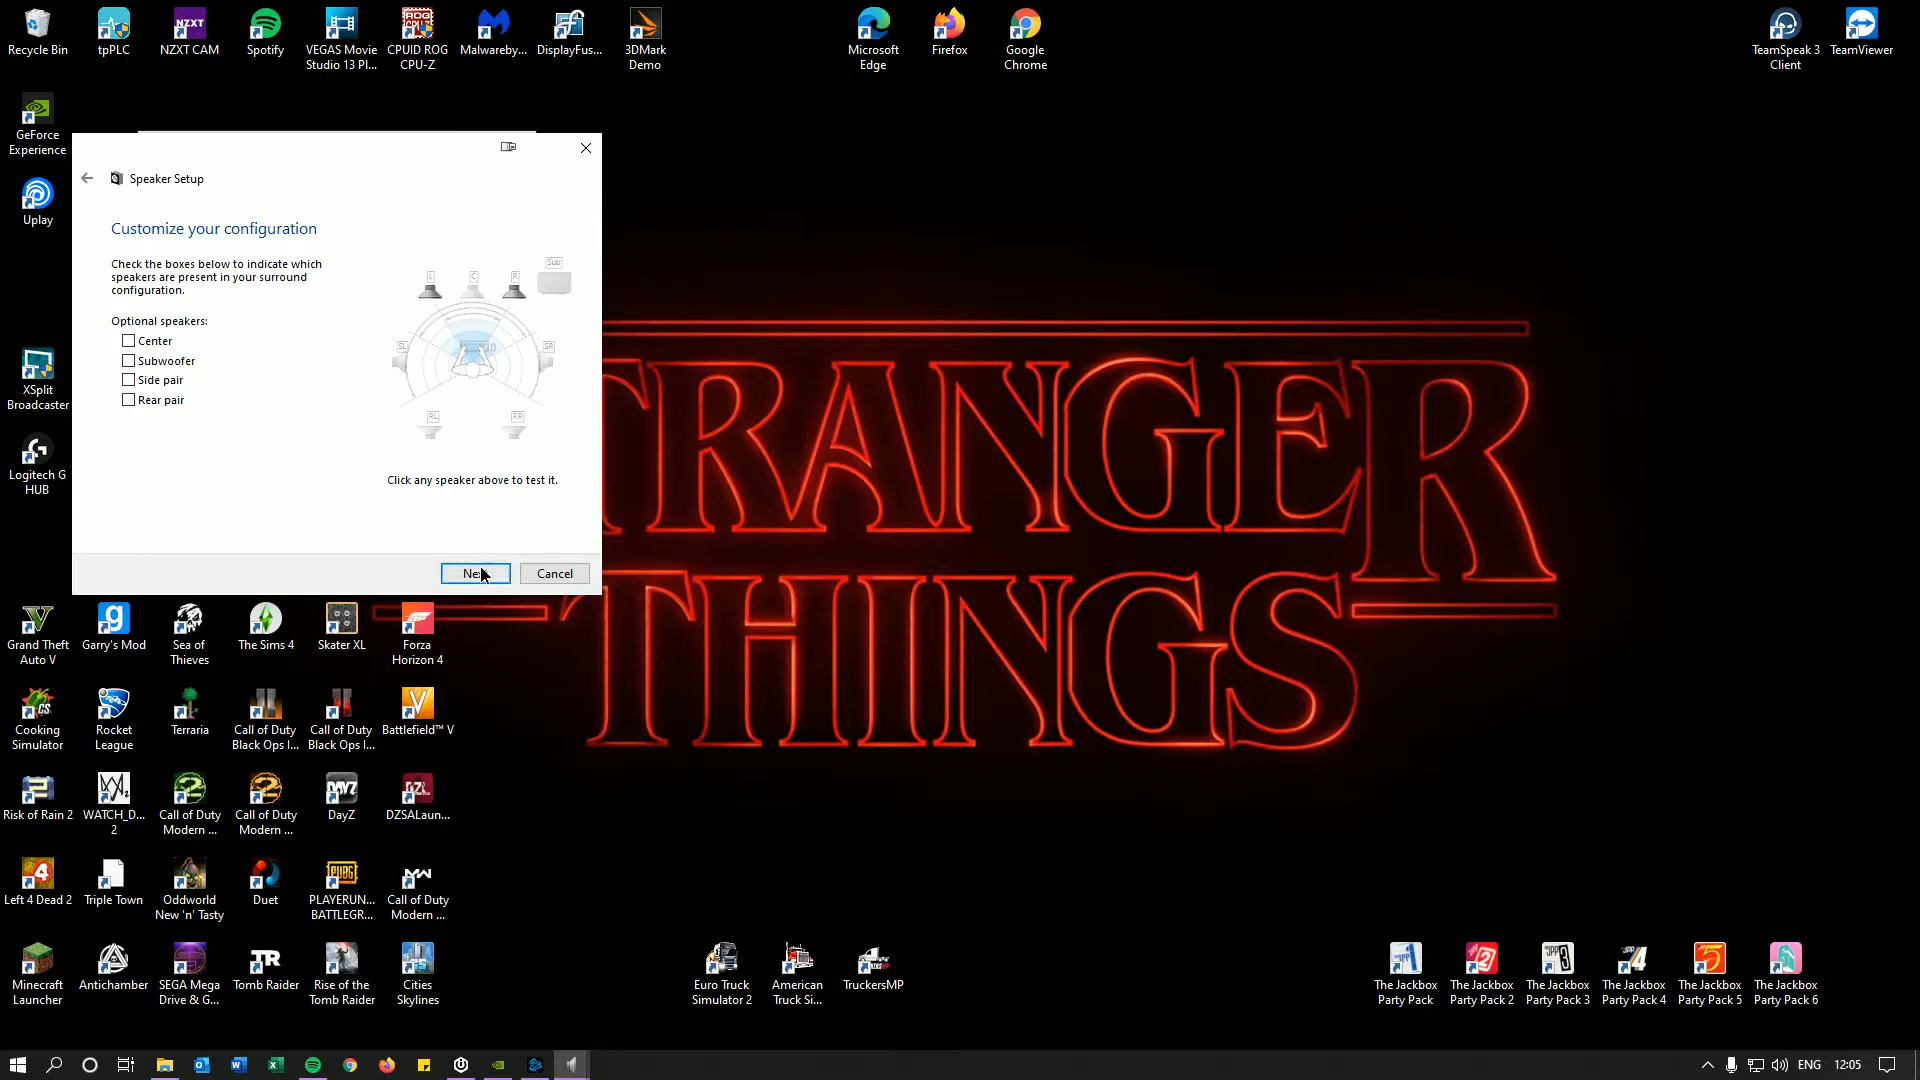 Recycle Bin
tpPLC
NZXT CAM
Spotify
VEGAS Movie
Studio 13 Pl...
CPUID ROG
CPU-Z
Malwareby...
DisplayFus...
3DMark
Demo
Microsoft
Edge
Firefox
Google
Chrome
TeamSpeak 3
Client
TeamViewer
GeForce
Experience
Uplay
XSplit
Broadcaster
Logitech G
HUB
Speaker Setup
Customize your configuration
Check the boxes below to indicate which
speakers are present in your surround
configuration.
Optional speakers:
Center
Subwoofer
Side pair
Rear pair
L
C
R
Sub
SL
SR
RL
RR
Click any speaker above to test it.
Cancel
TRANGER
THINGS
Grand Theft
Auto V
Garry's Mod
Sea of
Thieves
The Sims 4
Skater XL
Forza
Horizon 4
Cooking
Simulator
Rocket
League
Terraria
Call of Duty
Black Ops I...
Call of Duty
Black Ops I...
Battlefield™ V
Risk of Rain 2
WATCH_D...
2
Call of Duty
Modern ...
Call of Duty
Modern ...
DayZ
DZSALaun...
Left 4 Dead 2
Triple Town
Oddworld
New 'n' Tasty
Duet
PLAYERUN...
BATTLEGR...
Call of Duty
Modern ...
Minecraft
Launcher
Antichamber
SEGA Mega
Drive & G...
Tomb Raider
Rise of the
Tomb Raider
Cities
Skylines
Euro Truck
Simulator 2
American
Truck Si...
TruckersMP
The Jackbox
Party Pack
The Jackbox
Party Pack 2
The Jackbox
Party Pack 3
The Jackbox
Party Pack 4
The Jackbox
Party Pack 5
The Jackbox
Party Pack 6
ENG
12:05